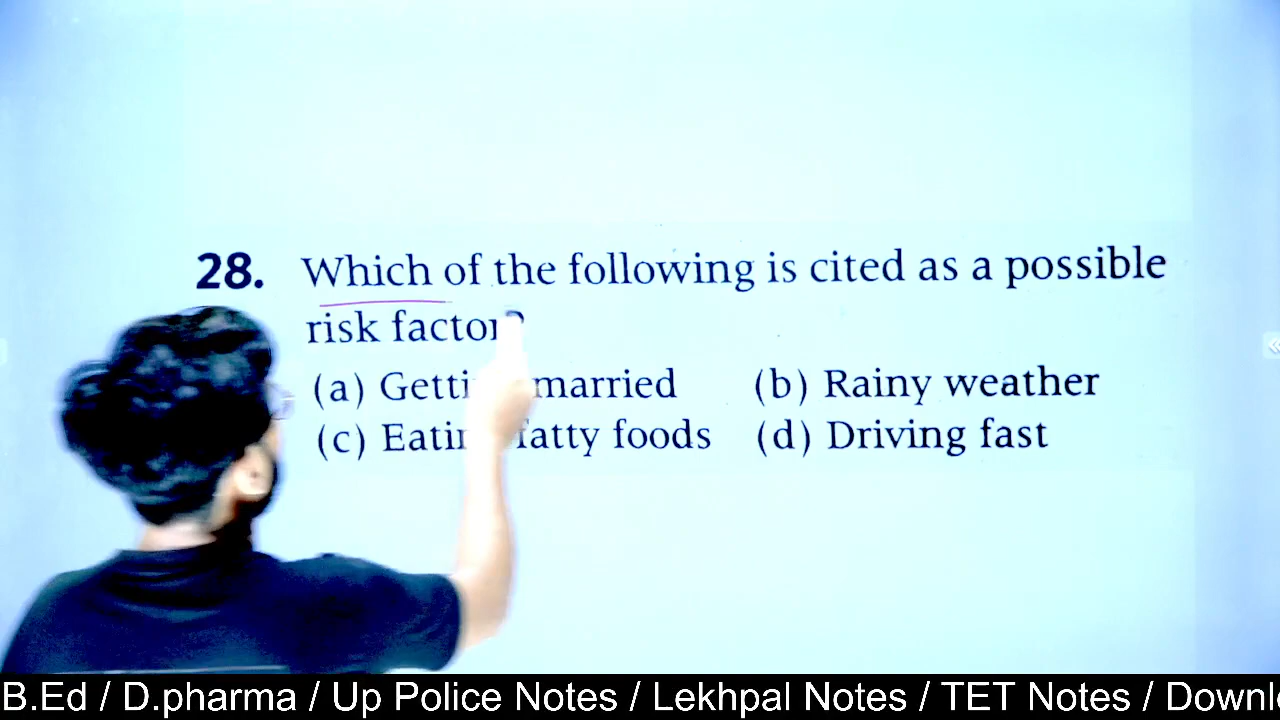 28. Which of the following is cited as a possible
risk factor?
(a) Getti married (b) Rainy weather
(c) Eatin fatty foods (d) Driving fast
B.Ed / D.pharma / Up Police Notes / Lekhpal Notes / TET Notes / Downl